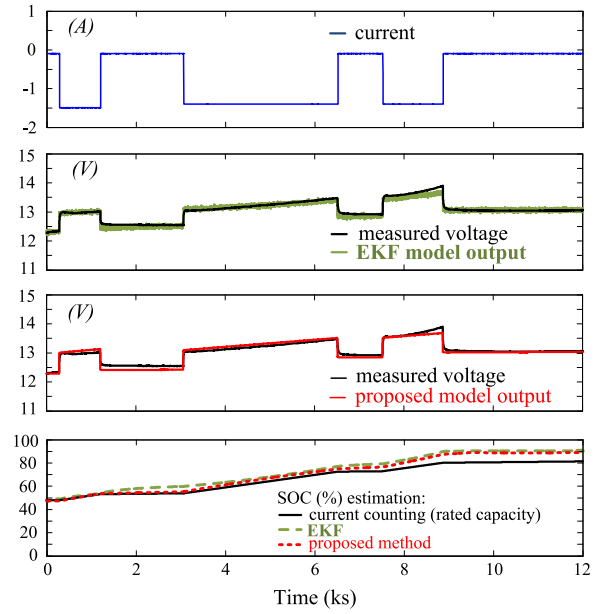 (A)
1
0
-1
-2
current
(V)
15
14
13
12
11
measured voltage
EKF model output
(V)
15
14
13
12
11
measured voltage
proposed model output
100
80
60
40
20
0
SOC (%) estimation:
current counting (rated capacity)
EKF
proposed method
0 2 4 6 8 10 12
Time (ks)